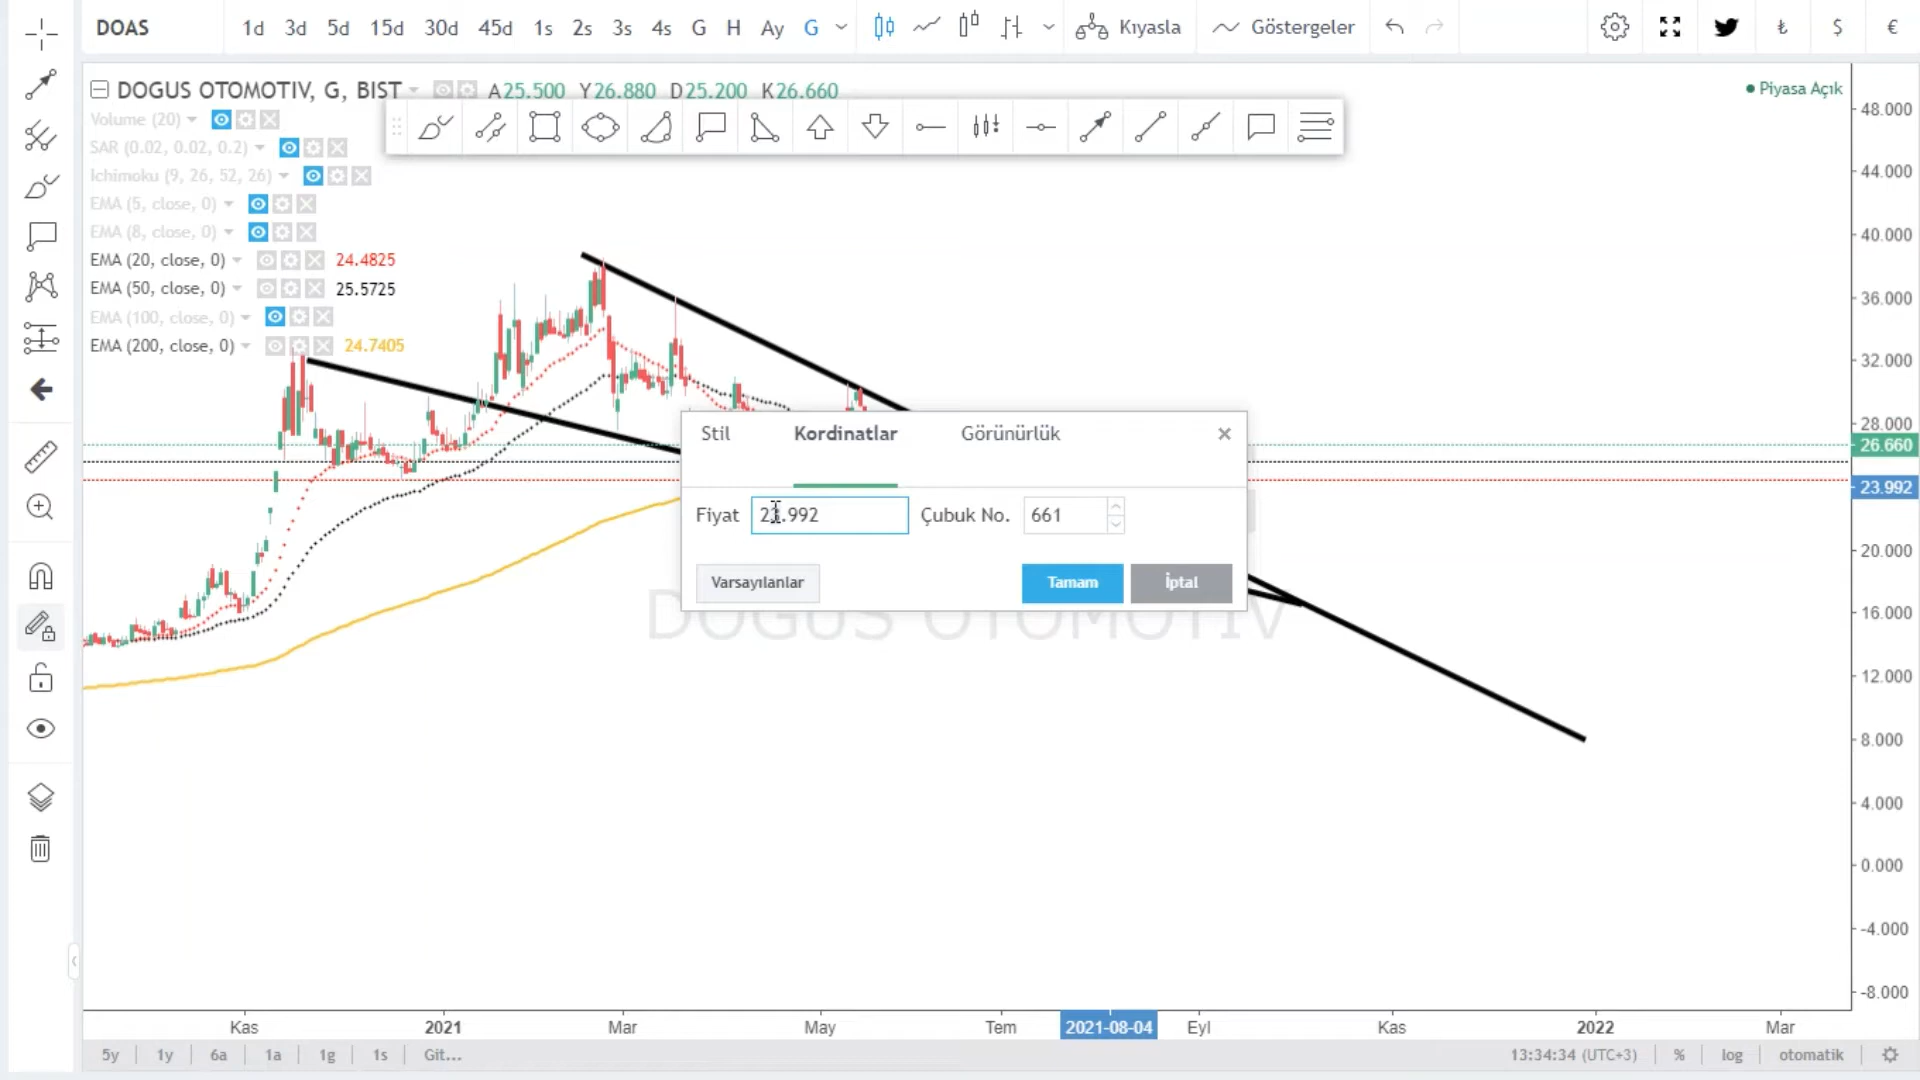 DOAS 1d 3d 5d 15d 30d 45d 1s 2s 3s 4s G H Ay G Kıyasla Göstergeler ₺ $ €
DOGUS OTOMOTIV, G, BIST A25.500 Y26.880 D25.200 K26.660
Piyasa Açık
Volume (20)
SAR (0.02, 0.02, 0.2)
Ichimoku (9, 26, 52, 26)
EMA (5, close, 0)
EMA (8, close, 0)
EMA (20, close, 0) 24.4825
EMA (50, close, 0) 25.5725
EMA (100, close, 0)
EMA (200, close, 0) 24.7405
48.000
44.000
40.000
36.000
32.000
28.000
26.660
23.992
20.000
16.000
12.000
8.000
4.000
0.000
-4.000
-8.000
Stil Kordinatlar Görünürlük
Fiyat 23.992 Çubuk No. 661
Varsayılanlar Tamam İptal
DOGUS OTOMOTIV
Kas 2021 Mar May Tem 2021-08-04 Eyl Kas 2022 Mar
5y 1y 6a 1a 1g 1s Git... 13:34:34 (UTC+3) % log otomatik